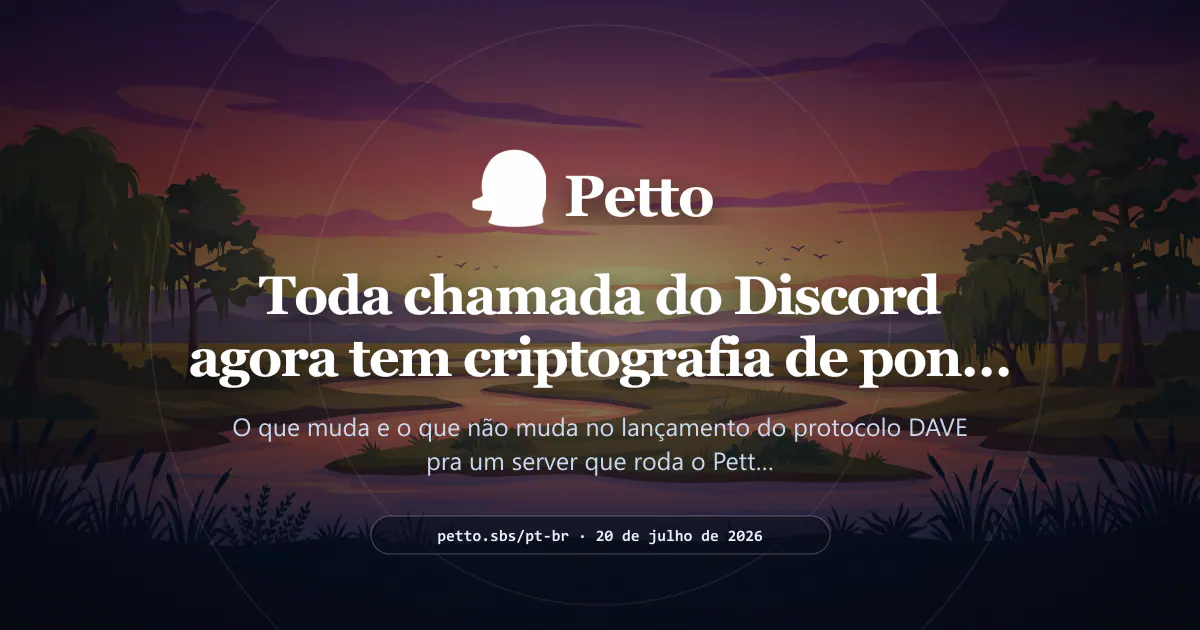 Petto
Toda chamada do Discord
agora tem criptografia de pon...
O que muda e o que não muda no lançamento do protocolo DAVE
pra um server que roda o Pett...
petto.sbs/pt-br · 20 de julho de 2026